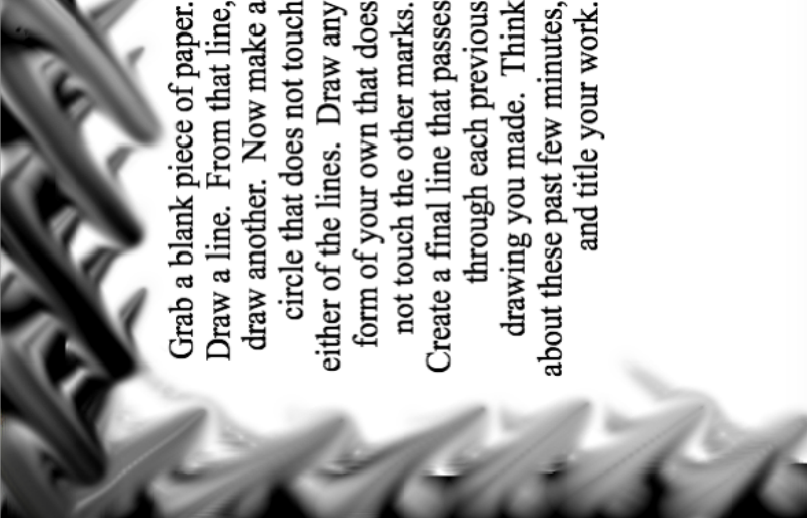 Grab a blank piece of paper.
Draw a line.  From that line,
draw another.  Now make a
circle that does not touch
either of the lines.  Draw any
form of your own that does
not touch the other marks.
Create a final line that passes
through each previous
drawing you made.  Think
about these past few minutes,
and title your work.